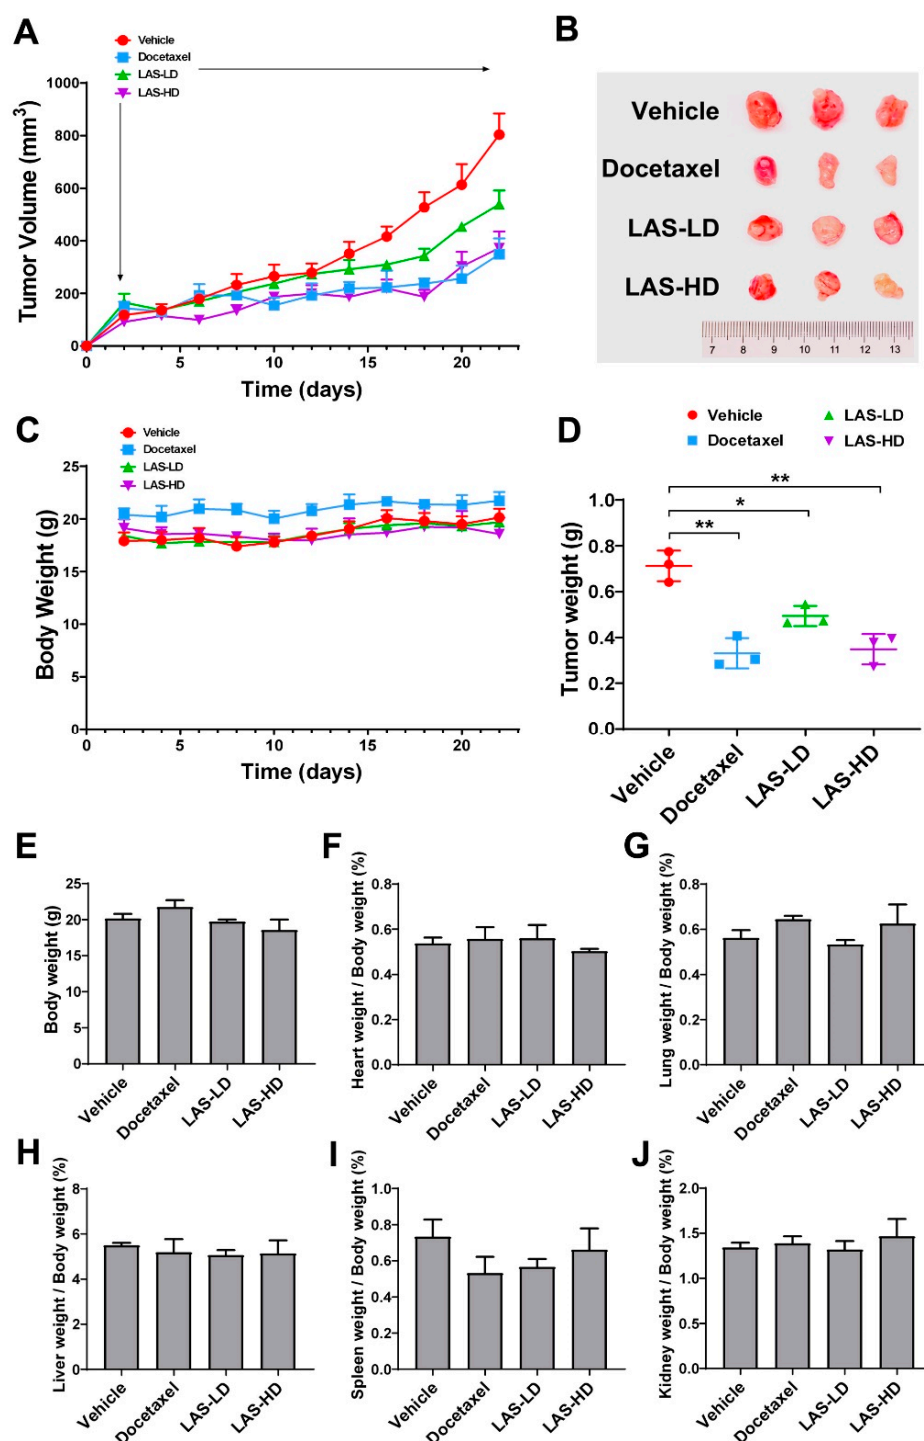 A
Vehicle
Docetaxel
LAS-LD
LAS-HD
Tumor Volume (mm³)
1000
800
600
400
200
0
0 5 10 15 20
Time (days)
B
Vehicle
Docetaxel
LAS-LD
LAS-HD
7 8 9 10 11 12 13
C
Vehicle
Docetaxel
LAS-LD
LAS-HD
Body Weight (g)
25
20
15
10
5
0
0 5 10 15 20
Time (days)
D
Vehicle LAS-LD
Docetaxel LAS-HD
**
*
**
Tumor weight (g)
1.0
0.8
0.6
0.4
0.2
0.0
Vehicle Docetaxel LAS-LD LAS-HD
E
Body weight (g)
25
20
15
10
5
0
Vehicle Docetaxel LAS-LD LAS-HD
F
Heart weight / Body weight (%)
0.8
0.6
0.4
0.2
0.0
Vehicle Docetaxel LAS-LD LAS-HD
G
Lung weight / Body weight (%)
0.8
0.6
0.4
0.2
0.0
Vehicle Docetaxel LAS-LD LAS-HD
H
Liver weight / Body weight (%)
8
6
4
2
0
Vehicle Docetaxel LAS-LD LAS-HD
I
Spleen weight / Body weight (%)
1.0
0.8
0.6
0.4
0.2
0.0
Vehicle Docetaxel LAS-LD LAS-HD
J
Kidney weight / Body weight (%)
2.0
1.5
1.0
0.5
0.0
Vehicle Docetaxel LAS-LD LAS-HD